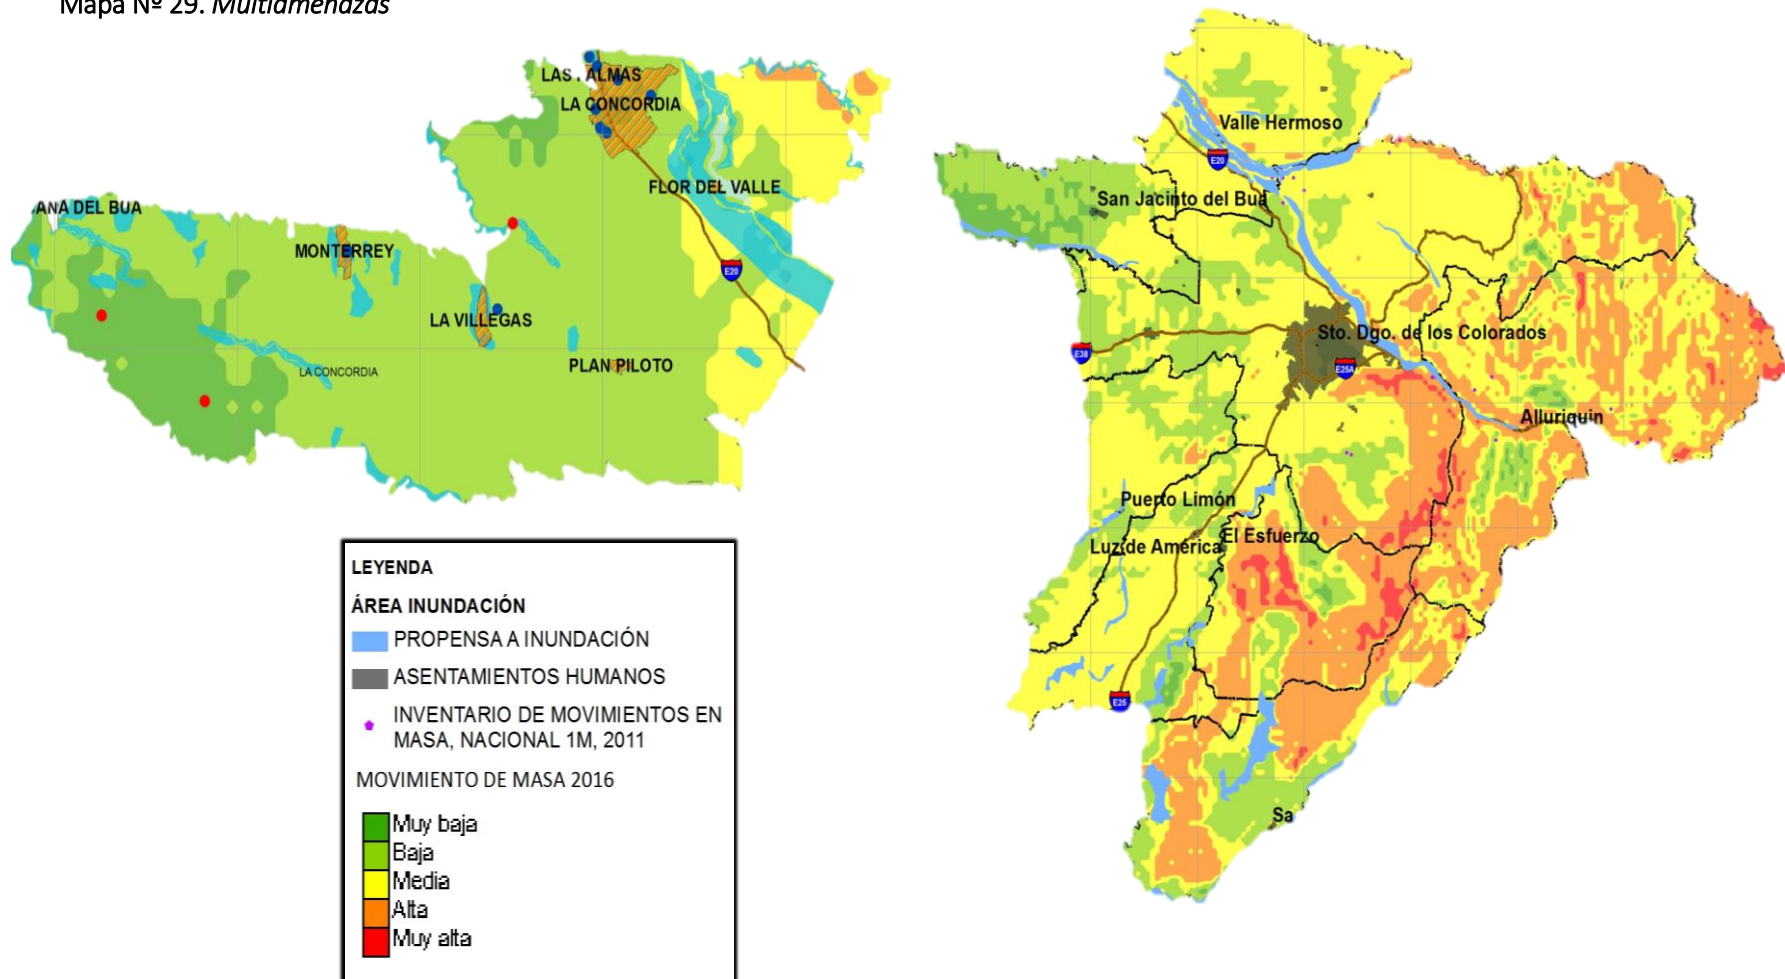 Mapa Nº 29. Multiamenazas
LAS . ALMAS
LA CONCORDIA
FLOR DEL VALLE
ANA DEL BUA
MONTERREY
E20
LA VILLEGAS
PLAN PILOTO
LA CONCORDIA
LEYENDA
ÁREA INUNDACIÓN
PROPENSA A INUNDACIÓN
ASENTAMIENTOS HUMANOS
INVENTARIO DE MOVIMIENTOS EN
MASA, NACIONAL 1M, 2011
MOVIMIENTO DE MASA 2016
Muy baja
Baja
Media
Alta
Muy alta
Valle Hermoso
E20
San Jacinto del Buá
Sto. Dgo. de los Colorados
E38
E25A
Alluriquin
Puerto Limón
El Esfuerzo
Luz de América
E25
Sa